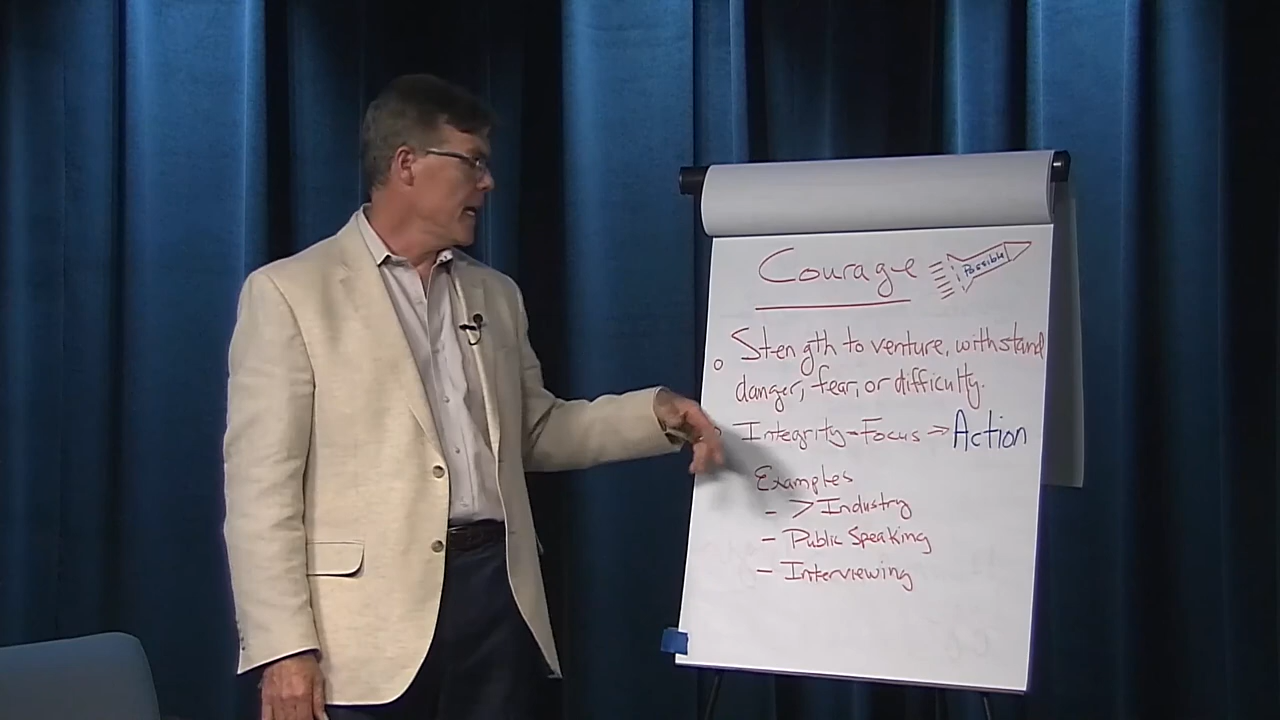 Courage
Possible
Strength to venture, withstand
danger, fear, or difficulty.
Integrity - Focus → Action
Examples
- > Industry
- Public Speaking
- Interviewing